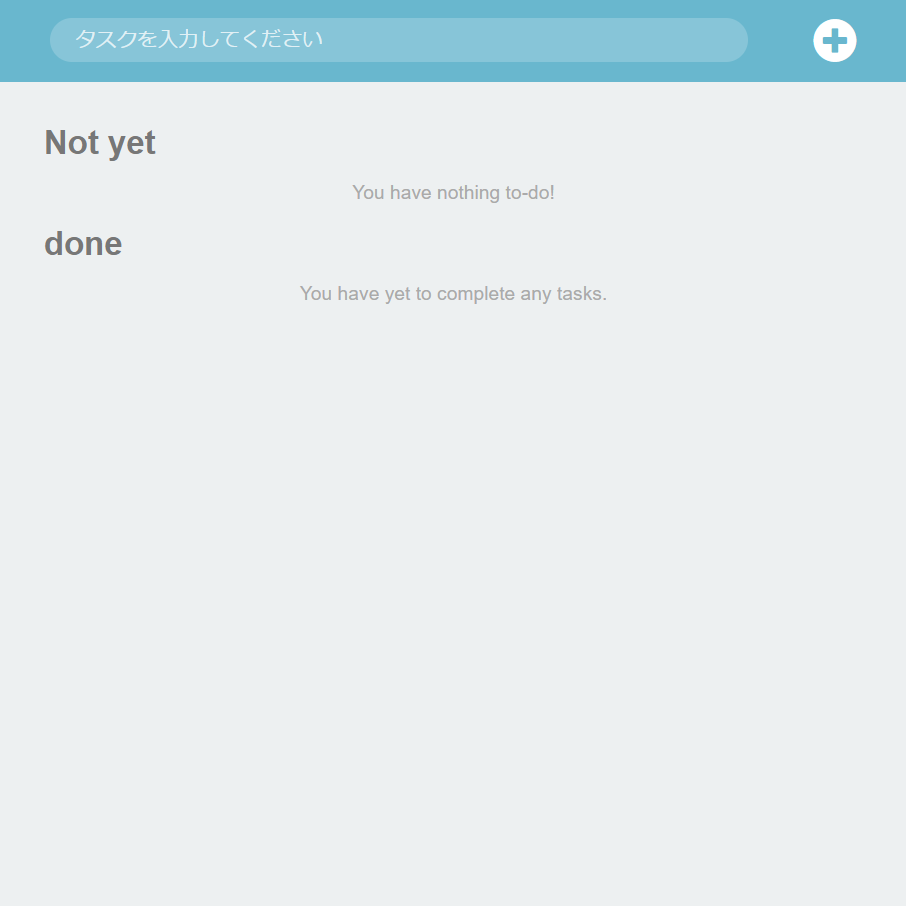 タスクを入力してください
Not yet
You have nothing to-do!
done
You have yet to complete any tasks.